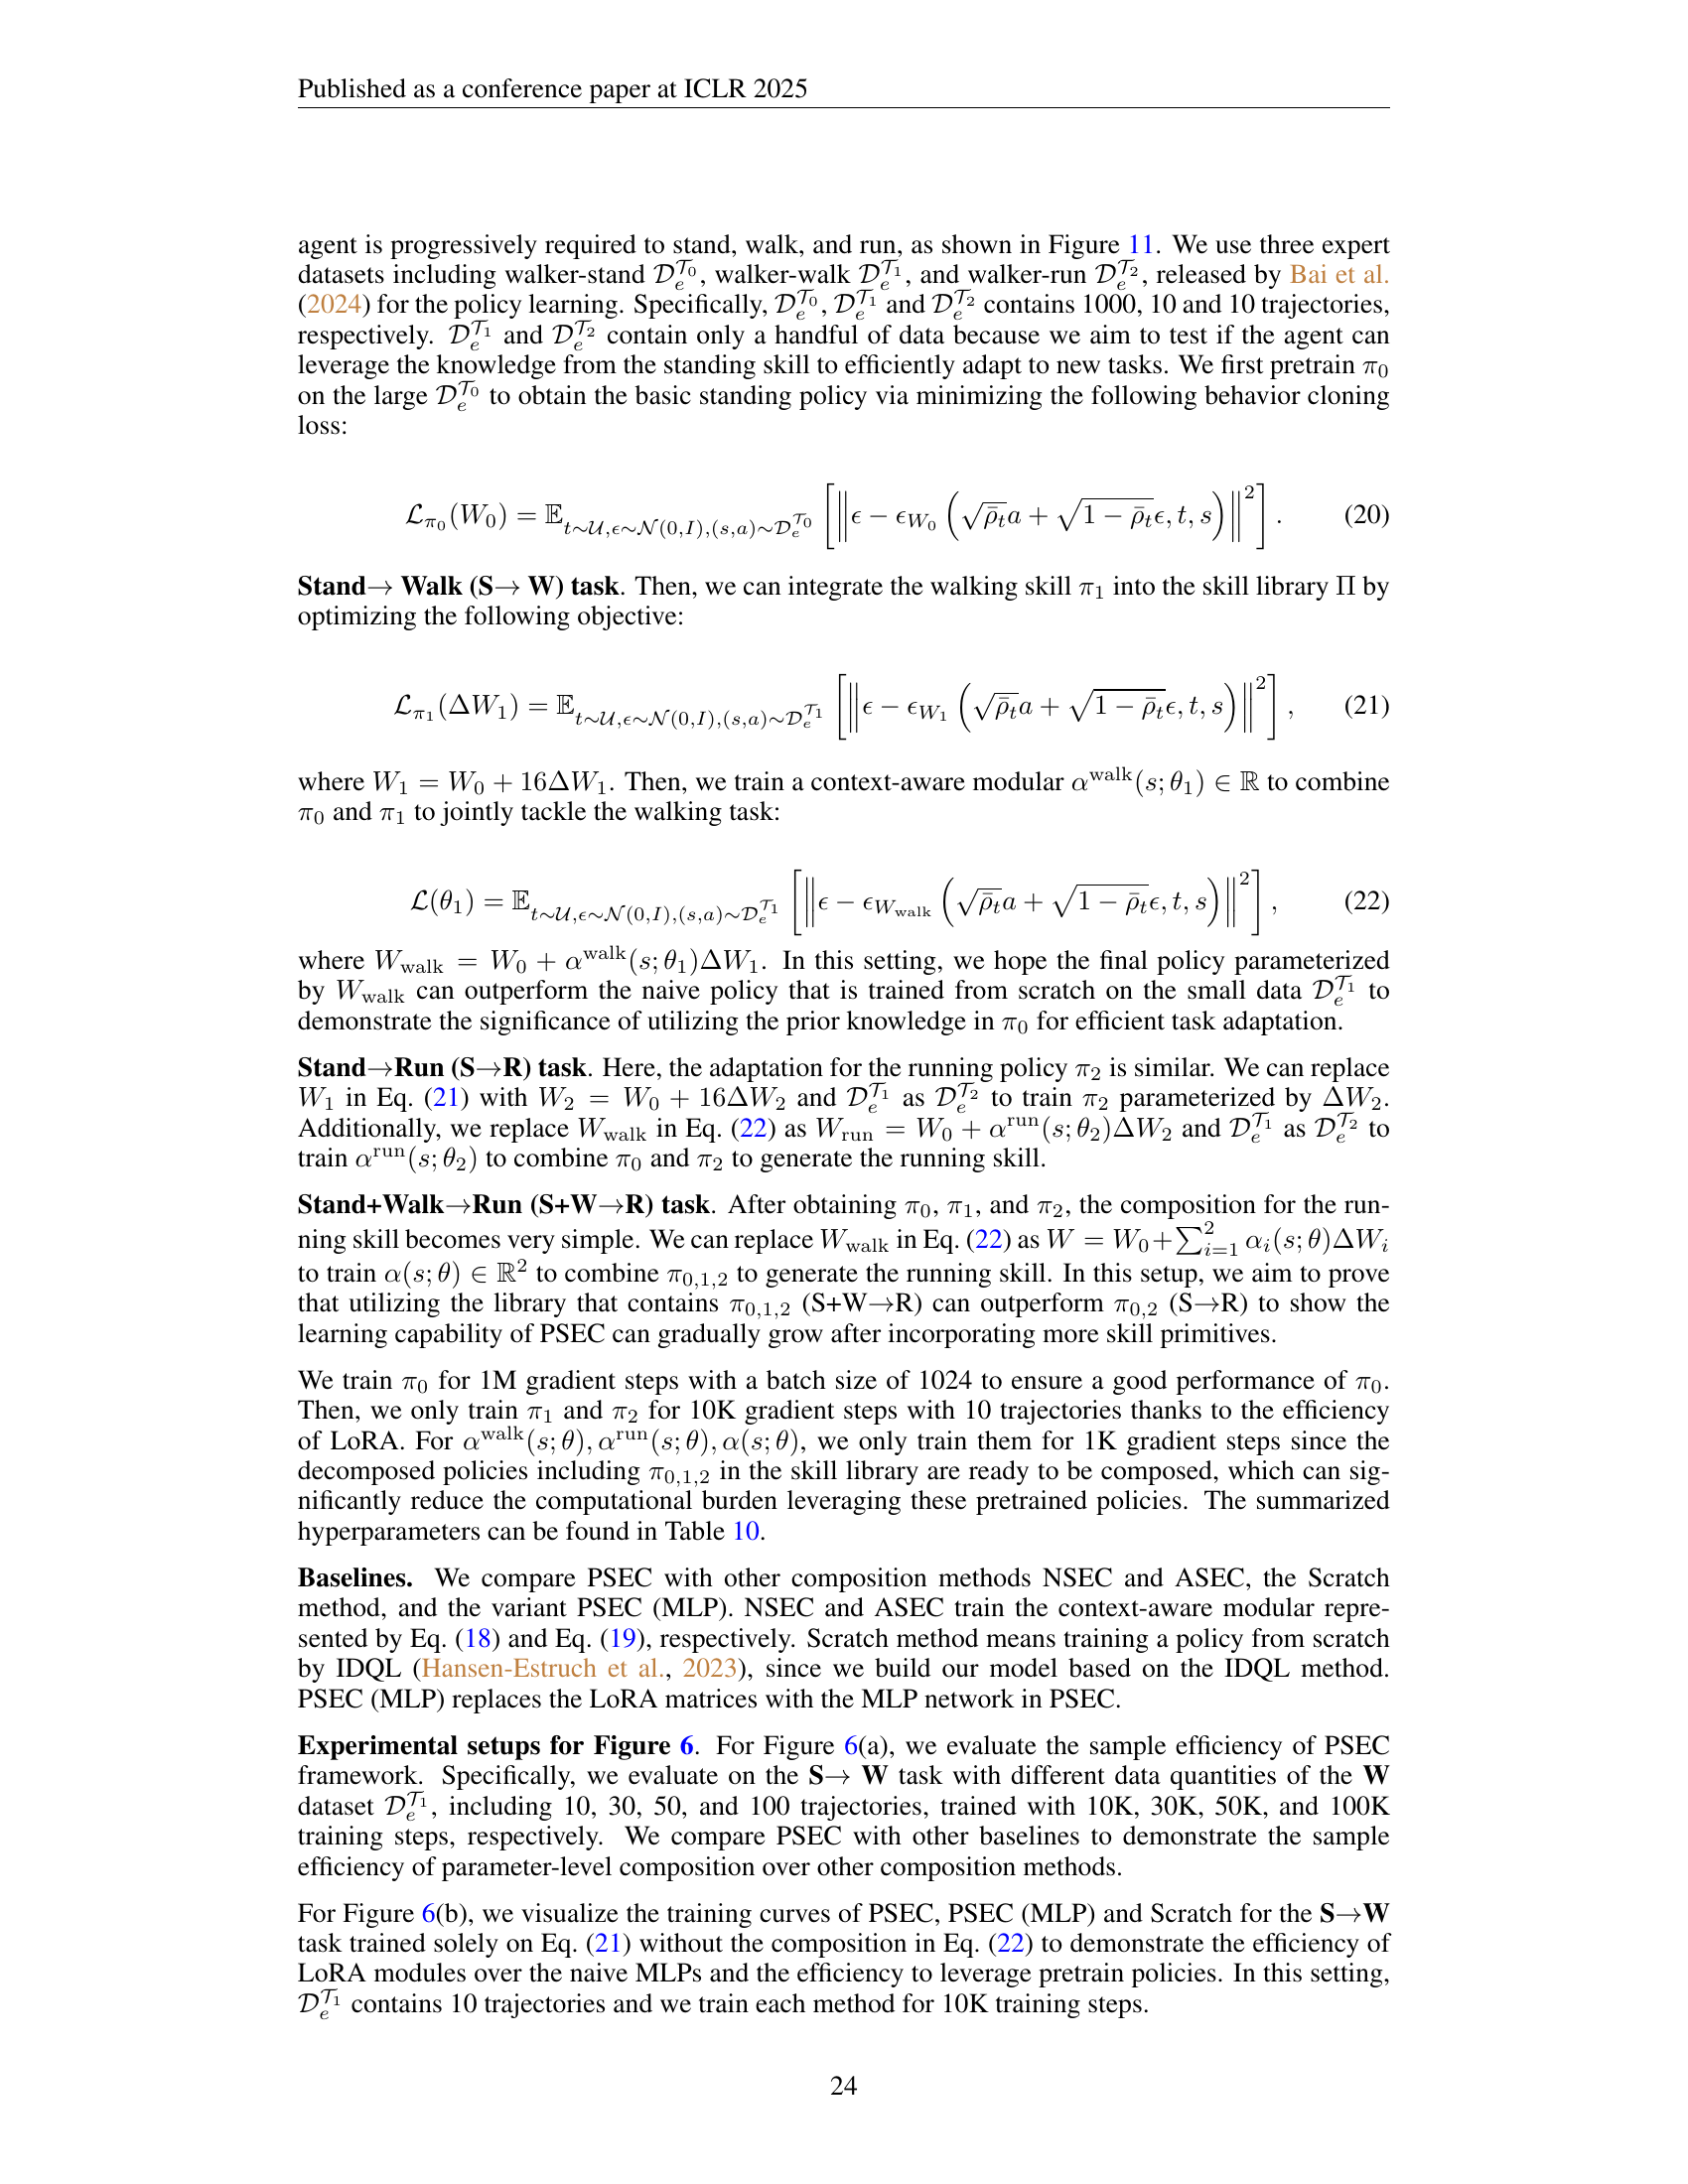 Published as a conference paper at ICLR 2025
agent is progressively required to stand, walk, and run, as shown in Figure 11. We use three expert
datasets including walker-stand $\mathcal{D}_e^{\mathcal{T}_0}$, walker-walk $\mathcal{D}_e^{\mathcal{T}_1}$, and walker-run $\mathcal{D}_e^{\mathcal{T}_2}$, released by Bai et al.
(2024) for the policy learning. Specifically, $\mathcal{D}_e^{\mathcal{T}_0}$, $\mathcal{D}_e^{\mathcal{T}_1}$ and $\mathcal{D}_e^{\mathcal{T}_2}$ contains 1000, 10 and 10 trajectories,
respectively. $\mathcal{D}_e^{\mathcal{T}_1}$ and $\mathcal{D}_e^{\mathcal{T}_2}$ contain only a handful of data because we aim to test if the agent can
leverage the knowledge from the standing skill to efficiently adapt to new tasks. We first pretrain $\pi_0$
on the large $\mathcal{D}_e^{\mathcal{T}_0}$ to obtain the basic standing policy via minimizing the following behavior cloning
loss:
$\mathcal{L}_{\pi_0}(W_0) = \mathbb{E}_{t\sim\mathcal{U},\epsilon\sim\mathcal{N}(0,I),(s,a)\sim\mathcal{D}_e^{\mathcal{T}_0}} \left[\left\|\epsilon - \epsilon_{W_0}\left(\sqrt{\bar{\rho}_t}a + \sqrt{1-\bar{\rho}_t}\epsilon, t, s\right)\right\|^2\right].$ (20)
Stand→ Walk (S→ W) task. Then, we can integrate the walking skill $\pi_1$ into the skill library $\Pi$ by
optimizing the following objective:
$\mathcal{L}_{\pi_1}(\Delta W_1) = \mathbb{E}_{t\sim\mathcal{U},\epsilon\sim\mathcal{N}(0,I),(s,a)\sim\mathcal{D}_e^{\mathcal{T}_1}} \left[\left\|\epsilon - \epsilon_{W_1}\left(\sqrt{\bar{\rho}_t}a + \sqrt{1-\bar{\rho}_t}\epsilon, t, s\right)\right\|^2\right],$ (21)
where $W_1 = W_0 + 16\Delta W_1$. Then, we train a context-aware modular $\alpha^{\text{walk}}(s;\theta_1) \in \mathbb{R}$ to combine
$\pi_0$ and $\pi_1$ to jointly tackle the walking task:
$\mathcal{L}(\theta_1) = \mathbb{E}_{t\sim\mathcal{U},\epsilon\sim\mathcal{N}(0,I),(s,a)\sim\mathcal{D}_e^{\mathcal{T}_1}} \left[\left\|\epsilon - \epsilon_{W_{\text{walk}}}\left(\sqrt{\bar{\rho}_t}a + \sqrt{1-\bar{\rho}_t}\epsilon, t, s\right)\right\|^2\right],$ (22)
where $W_{\text{walk}} = W_0 + \alpha^{\text{walk}}(s;\theta_1)\Delta W_1$. In this setting, we hope the final policy parameterized
by $W_{\text{walk}}$ can outperform the naive policy that is trained from scratch on the small data $\mathcal{D}_e^{\mathcal{T}_1}$ to
demonstrate the significance of utilizing the prior knowledge in $\pi_0$ for efficient task adaptation.
Stand→Run (S→R) task. Here, the adaptation for the running policy $\pi_2$ is similar. We can replace
$W_1$ in Eq. (21) with $W_2 = W_0 + 16\Delta W_2$ and $\mathcal{D}_e^{\mathcal{T}_1}$ as $\mathcal{D}_e^{\mathcal{T}_2}$ to train $\pi_2$ parameterized by $\Delta W_2$.
Additionally, we replace $W_{\text{walk}}$ in Eq. (22) as $W_{\text{run}} = W_0 + \alpha^{\text{run}}(s;\theta_2)\Delta W_2$ and $\mathcal{D}_e^{\mathcal{T}_1}$ as $\mathcal{D}_e^{\mathcal{T}_2}$ to
train $\alpha^{\text{run}}(s;\theta_2)$ to combine $\pi_0$ and $\pi_2$ to generate the running skill.
Stand+Walk→Run (S+W→R) task. After obtaining $\pi_0$, $\pi_1$, and $\pi_2$, the composition for the run-
ning skill becomes very simple. We can replace $W_{\text{walk}}$ in Eq. (22) as $W = W_0 + \sum_{i=1}^{2} \alpha_i(s;\theta)\Delta W_i$
to train $\alpha(s;\theta) \in \mathbb{R}^2$ to combine $\pi_{0,1,2}$ to generate the running skill. In this setup, we aim to prove
that utilizing the library that contains $\pi_{0,1,2}$ (S+W→R) can outperform $\pi_{0,2}$ (S→R) to show the
learning capability of PSEC can gradually grow after incorporating more skill primitives.
We train $\pi_0$ for 1M gradient steps with a batch size of 1024 to ensure a good performance of $\pi_0$.
Then, we only train $\pi_1$ and $\pi_2$ for 10K gradient steps with 10 trajectories thanks to the efficiency
of LoRA. For $\alpha^{\text{walk}}(s;\theta), \alpha^{\text{run}}(s;\theta), \alpha(s;\theta)$, we only train them for 1K gradient steps since the
decomposed policies including $\pi_{0,1,2}$ in the skill library are ready to be composed, which can sig-
nificantly reduce the computational burden leveraging these pretrained policies. The summarized
hyperparameters can be found in Table 10.
Baselines. We compare PSEC with other composition methods NSEC and ASEC, the Scratch
method, and the variant PSEC (MLP). NSEC and ASEC train the context-aware modular repre-
sented by Eq. (18) and Eq. (19), respectively. Scratch method means training a policy from scratch
by IDQL (Hansen-Estruch et al., 2023), since we build our model based on the IDQL method.
PSEC (MLP) replaces the LoRA matrices with the MLP network in PSEC.
Experimental setups for Figure 6. For Figure 6(a), we evaluate the sample efficiency of PSEC
framework. Specifically, we evaluate on the S→ W task with different data quantities of the W
dataset $\mathcal{D}_e^{\mathcal{T}_1}$, including 10, 30, 50, and 100 trajectories, trained with 10K, 30K, 50K, and 100K
training steps, respectively. We compare PSEC with other baselines to demonstrate the sample
efficiency of parameter-level composition over other composition methods.
For Figure 6(b), we visualize the training curves of PSEC, PSEC (MLP) and Scratch for the S→W
task trained solely on Eq. (21) without the composition in Eq. (22) to demonstrate the efficiency of
LoRA modules over the naive MLPs and the efficiency to leverage pretrain policies. In this setting,
$\mathcal{D}_e^{\mathcal{T}_1}$ contains 10 trajectories and we train each method for 10K training steps.
24